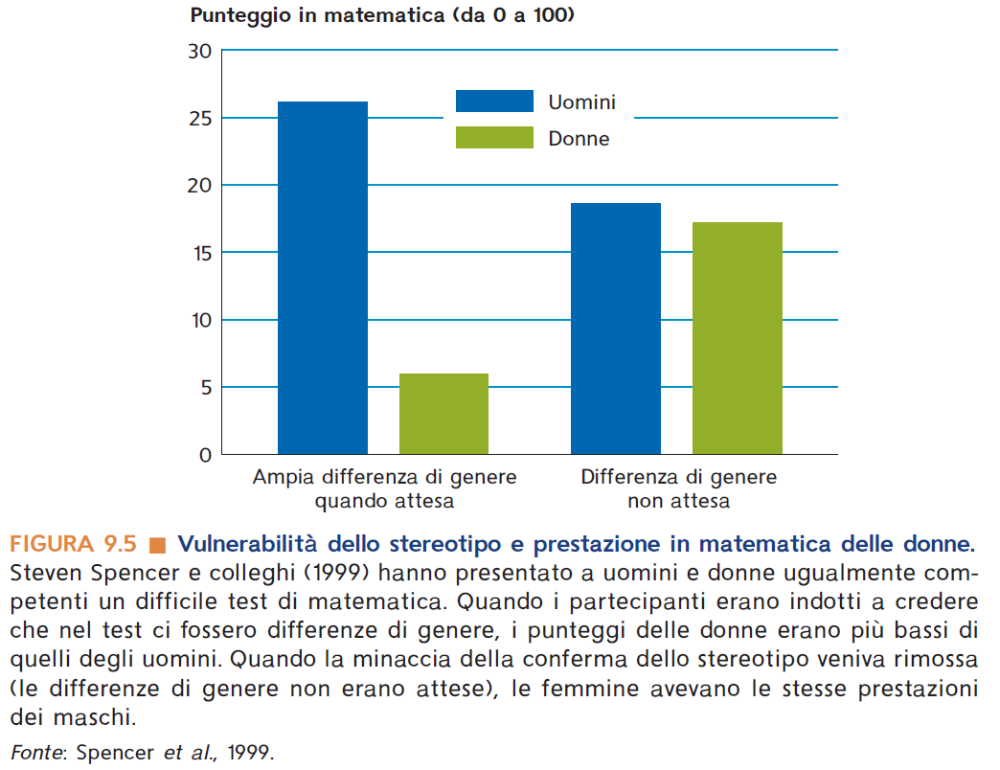 Punteggio in matematica (da 0 a 100)
30
25
20
15
10
5
0
Uomini
Donne
Ampia differenza di genere
quando attesa
Differenza di genere
non attesa
FIGURA 9.5 ■ Vulnerabilità dello stereotipo e prestazione in matematica delle donne.
Steven Spencer e colleghi (1999) hanno presentato a uomini e donne ugualmente com-
petenti un difficile test di matematica. Quando i partecipanti erano indotti a credere
che nel test ci fossero differenze di genere, i punteggi delle donne erano più bassi di
quelli degli uomini. Quando la minaccia della conferma dello stereotipo veniva rimossa
(le differenze di genere non erano attese), le femmine avevano le stesse prestazioni
dei maschi.
Fonte: Spencer et al., 1999.